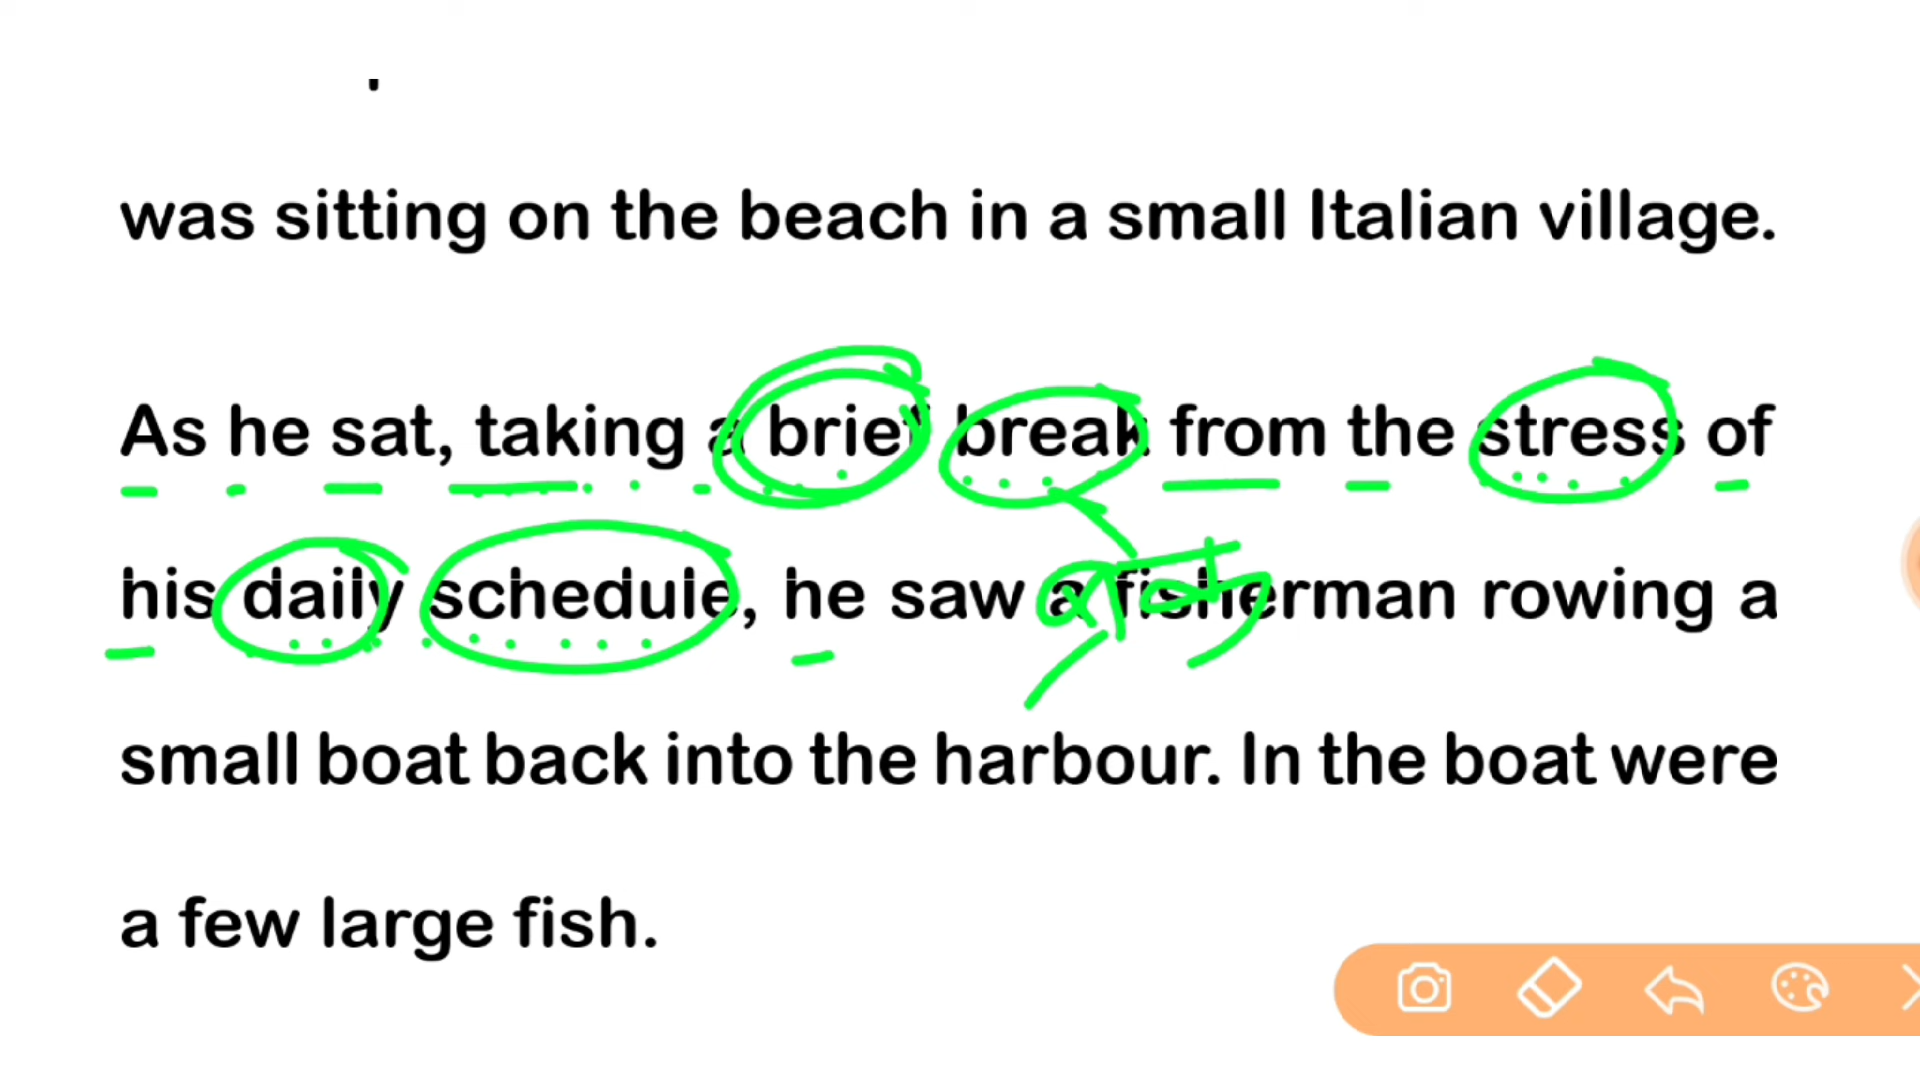 was sitting on the beach in a small Italian village.
As he sat, taking a brief break from the stress of
his daily schedule, he saw a fisherman rowing a
small boat back into the harbour. In the boat were
a few large fish.